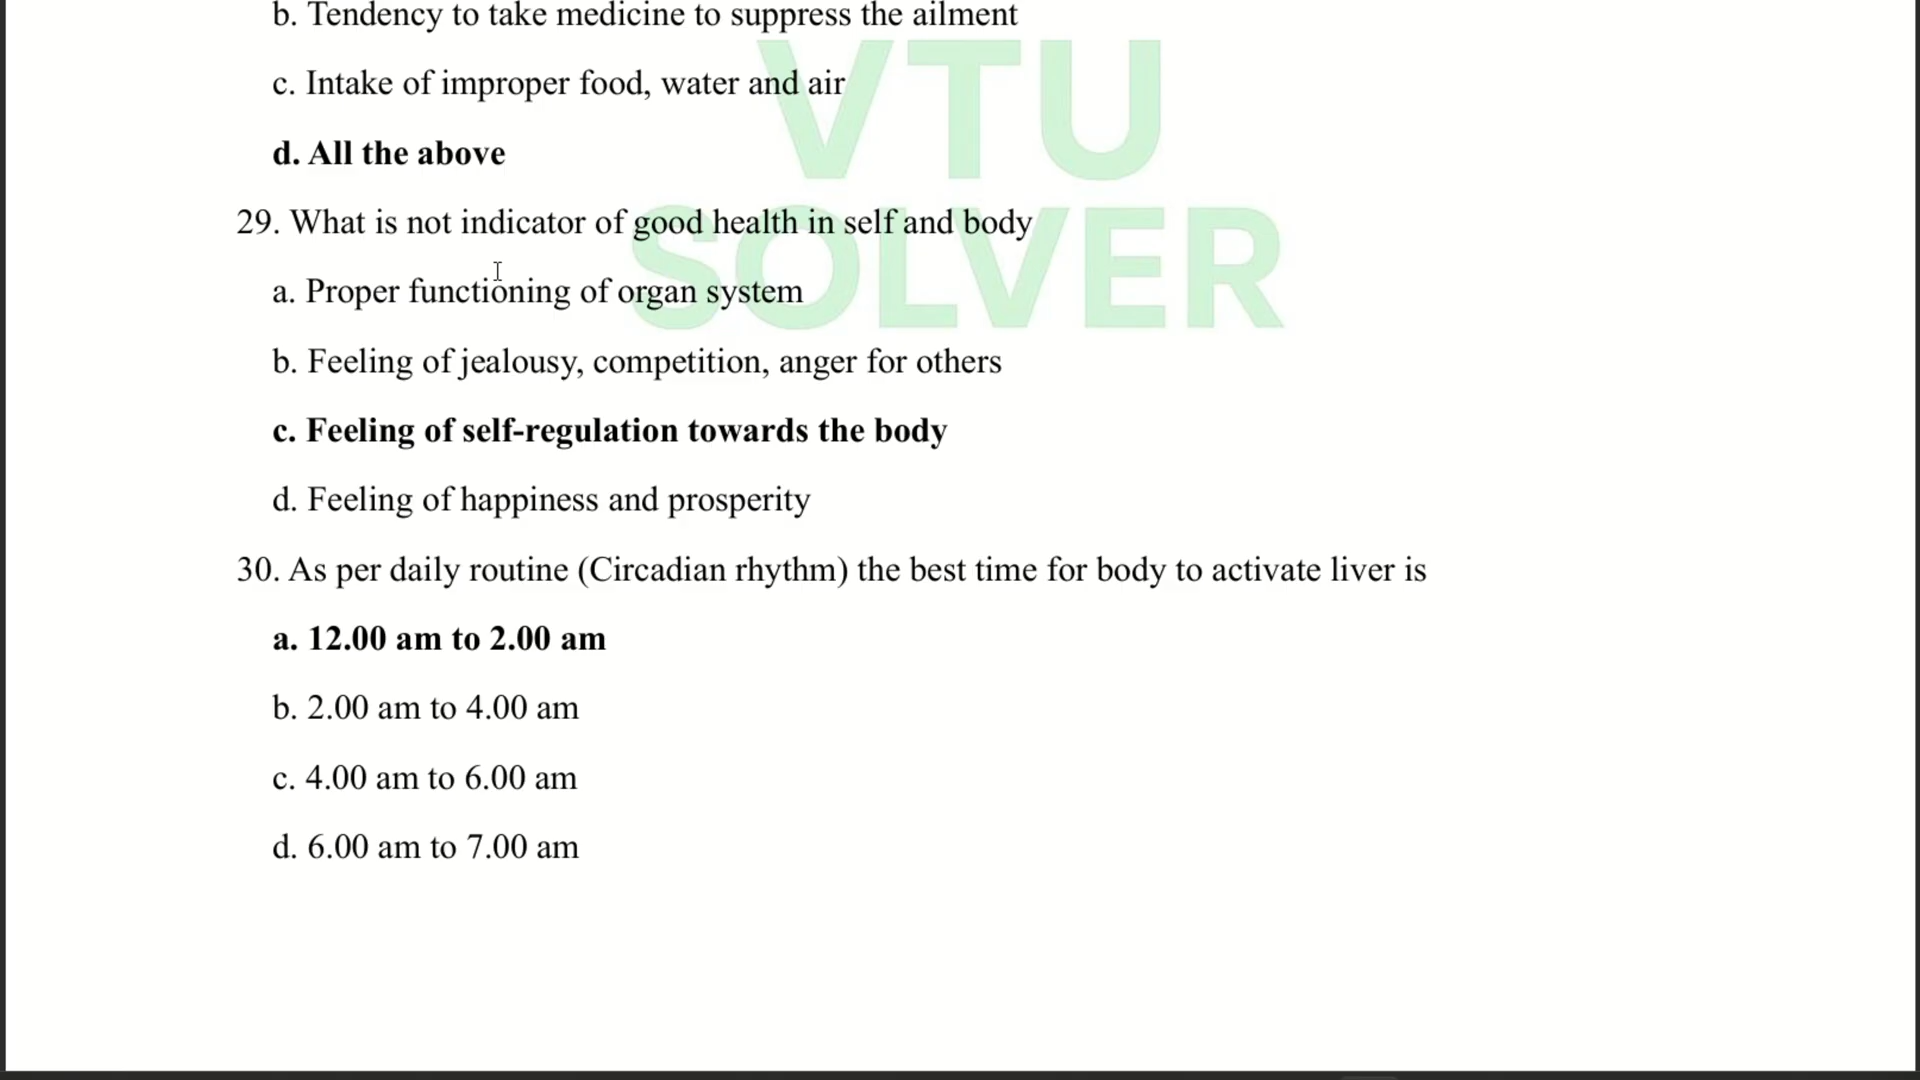 b. Tendency to take medicine to suppress the ailment
c. Intake of improper food, water and air
d. All the above
29. What is not indicator of good health in self and body
a. Proper functioning of organ system
b. Feeling of jealousy, competition, anger for others
c. Feeling of self-regulation towards the body
d. Feeling of happiness and prosperity
30. As per daily routine (Circadian rhythm) the best time for body to activate liver is
a. 12.00 am to 2.00 am
b. 2.00 am to 4.00 am
c. 4.00 am to 6.00 am
d. 6.00 am to 7.00 am
VTU
SOLVER